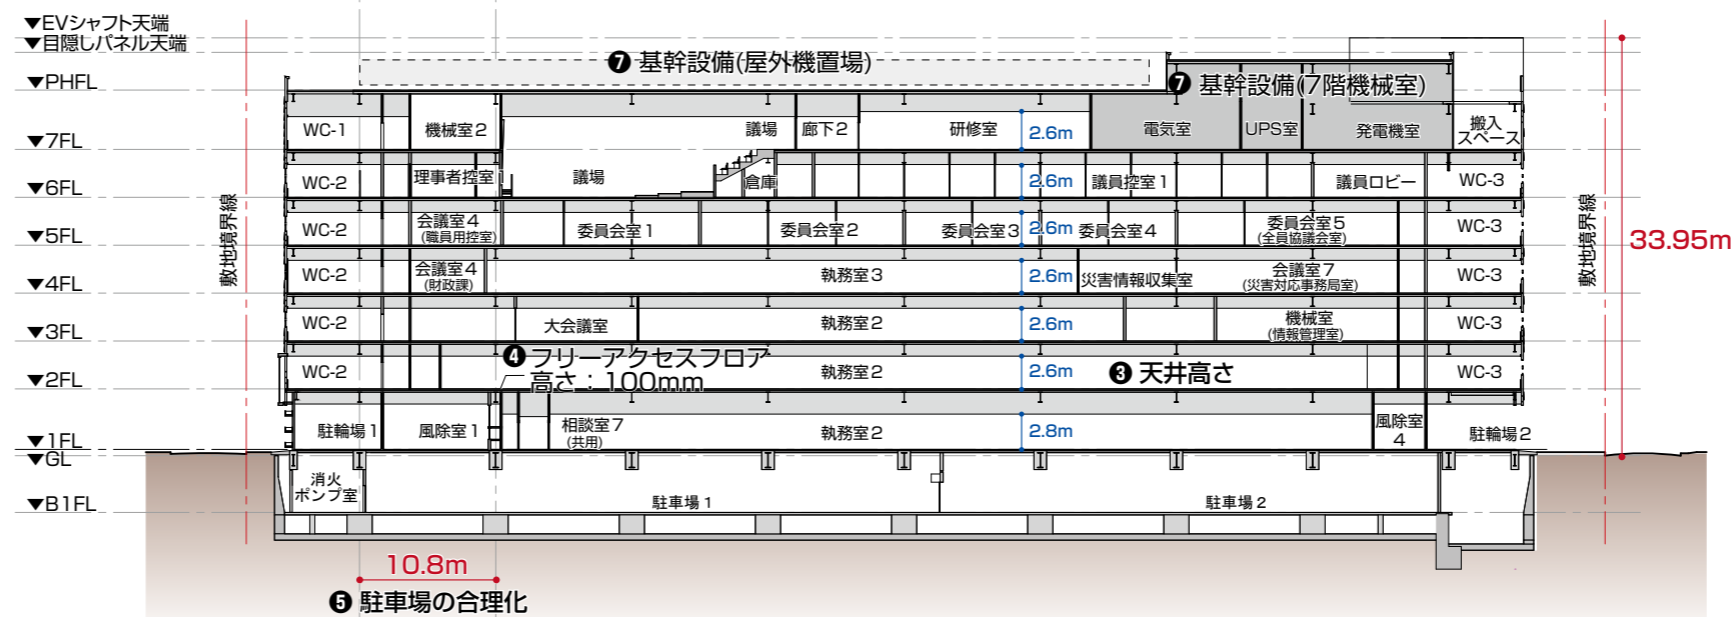 ▼EVシャフト天端
▼目隠しパネル天端
❼ 基幹設備(屋外機置場)
❼ 基幹設備(7階機械室)
▼PHFL
WC-1
機械室2
議場
廊下2
研修室
2.6m
電気室
UPS室
発電機室
搬入
スペース
▼7FL
WC-2
理事者控室1
議場
倉庫
2.6m
議員控室1
議員ロビー
WC-3
▼6FL
WC-2
会議室4
(職員用控室)
委員会室1
委員会室2
委員会室3
2.6m
委員会室4
委員会室5
(全員協議会室)
WC-3
▼5FL
敷地境界線
敷地境界線
33.95m
WC-2
会議室4
(財政課)
執務室3
2.6m
災害情報収集室
会議室7
(災害対応事務局室)
WC-3
▼4FL
WC-2
大会議室
執務室2
2.6m
機械室
(情報管理室)
WC-3
▼3FL
WC-2
❹ フリーアクセスフロア
高さ：100mm
執務室2
2.6m
❸ 天井高さ
WC-3
▼2FL
駐輪場1
風除室1
相談室7
(共用)
執務室2
2.8m
風除室
4
駐輪場2
▼1FL
▼GL
消火
ポンプ室
駐車場1
駐車場2
▼B1FL
10.8m
❺ 駐車場の合理化